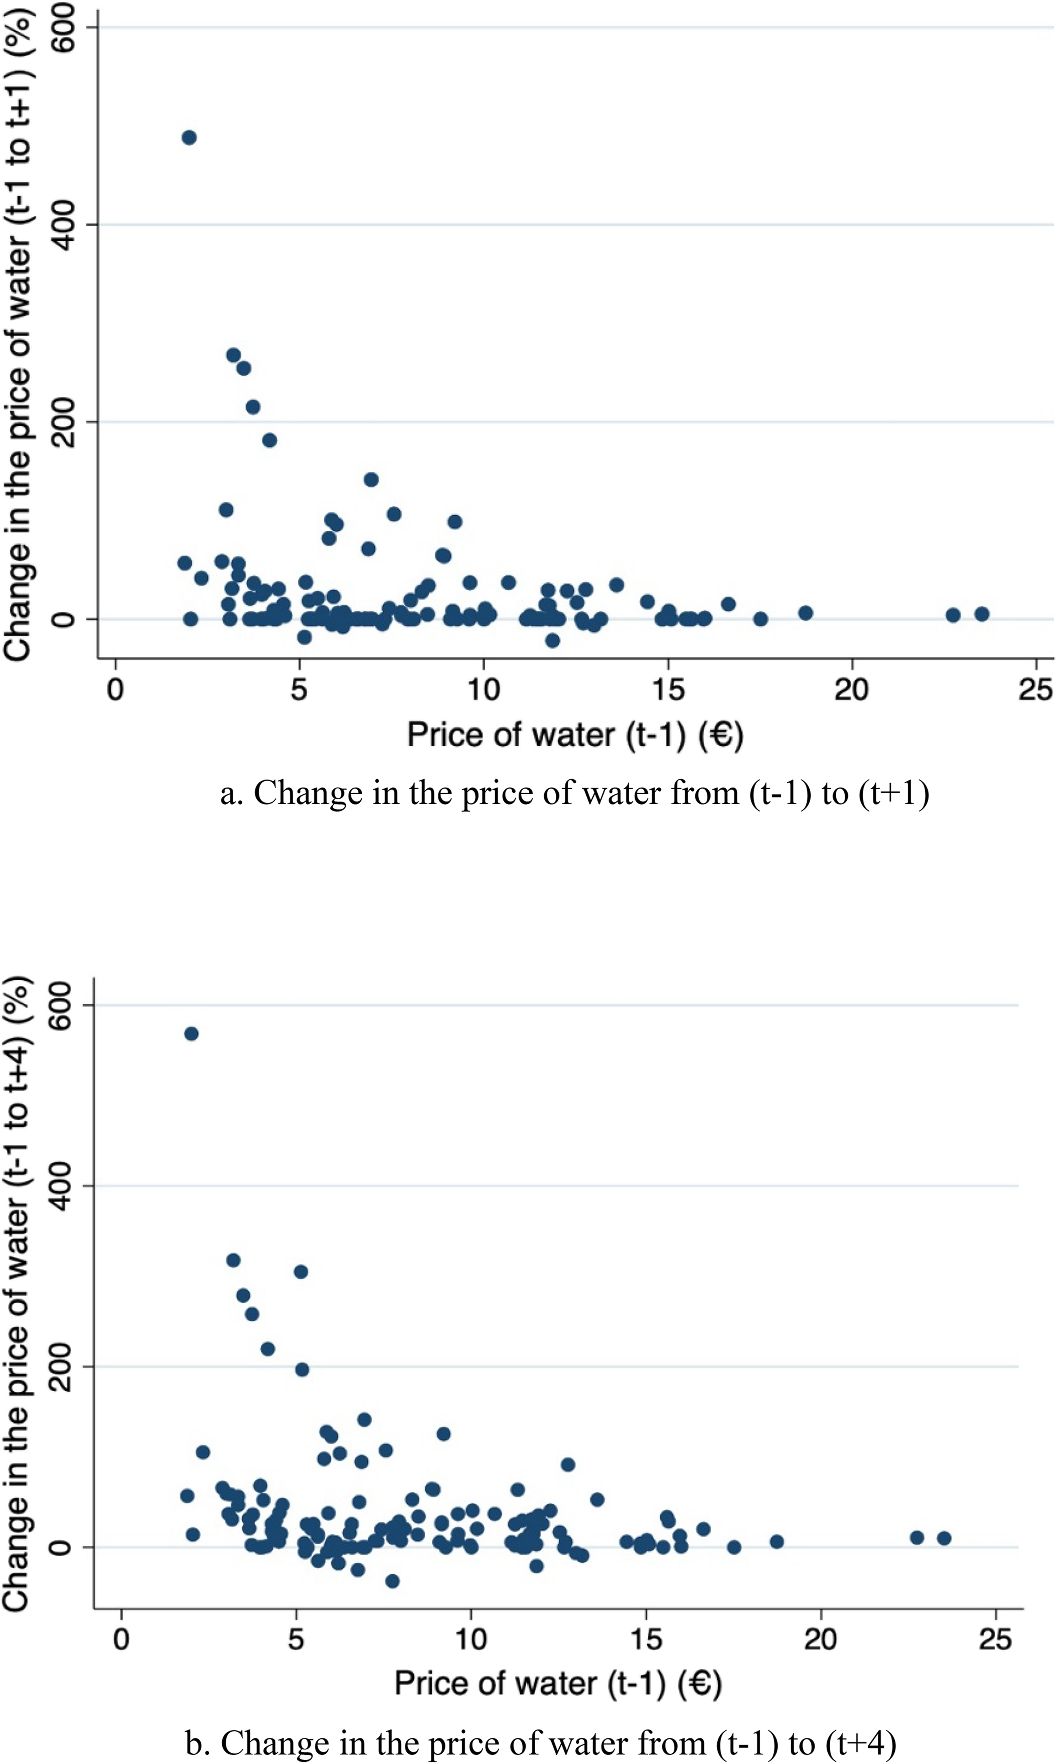 Change in the price of water (t-1 to t+1) (%)
600
400
200
0
0 5 10 15 20 25
Price of water (t-1) (€)
a. Change in the price of water from (t-1) to (t+1)
Change in the price of water (t-1 to t+4) (%)
600
400
200
0
0 5 10 15 20 25
Price of water (t-1) (€)
b. Change in the price of water from (t-1) to (t+4)